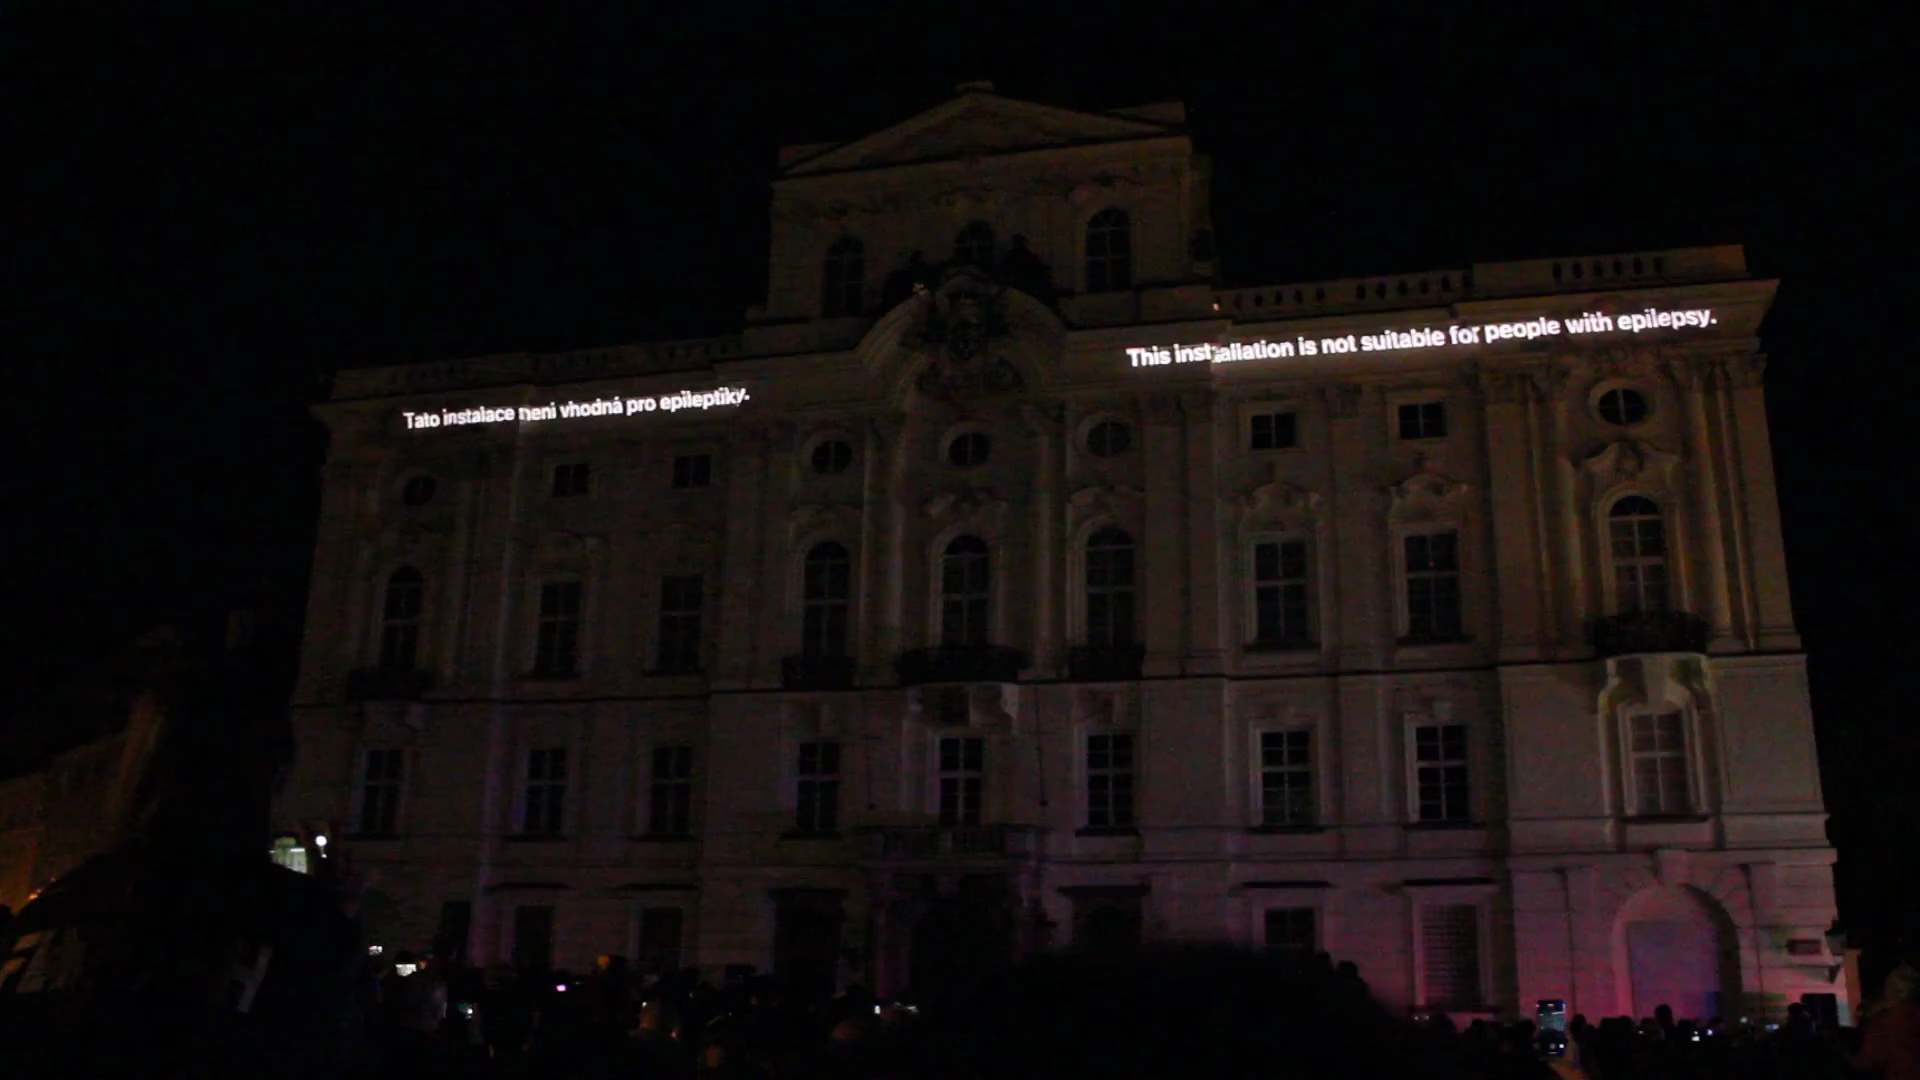 Tato instalace není vhodná pro epileptiky.
This installation is not suitable for people with epilepsy.